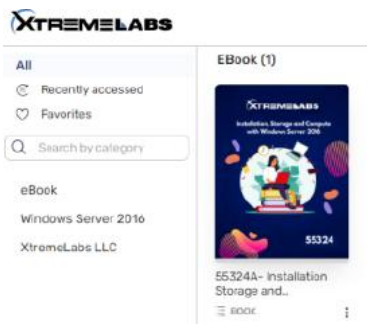 XTREMELABS
All
Recently accessed
Favorites
Search by category
eBook
Windows Server 2016
XtremeLabs LLC
EBook (1)
XTREMELABS
Installation, Storage and Compute
with Windows Server 2016
55324
55324A- Installation
Storage and...
BOOK